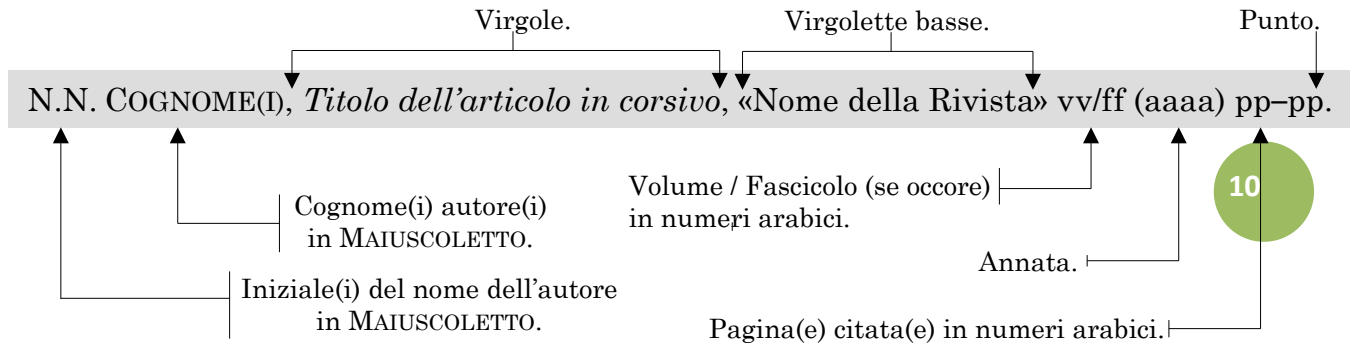 Virgole. Virgolette basse. Punto.
N.N. COGNOME(I), Titolo dell’articolo in corsivo, «Nome della Rivista» vv/ff (aaaa) pp–pp.
Cognome(i) autore(i)
in MAIUSCOLETTO.
Volume / Fascicolo (se occore)
in numeri arabici.
10
Annata.
Iniziale(i) del nome dell’autore
in MAIUSCOLETTO.
Pagina(e) citata(e) in numeri arabici.